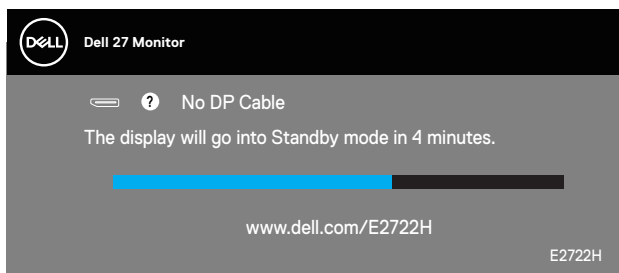 DELL
Dell 27 Monitor
? No DP Cable
The display will go into Standby mode in 4 minutes.
www.dell.com/E2722H
E2722H